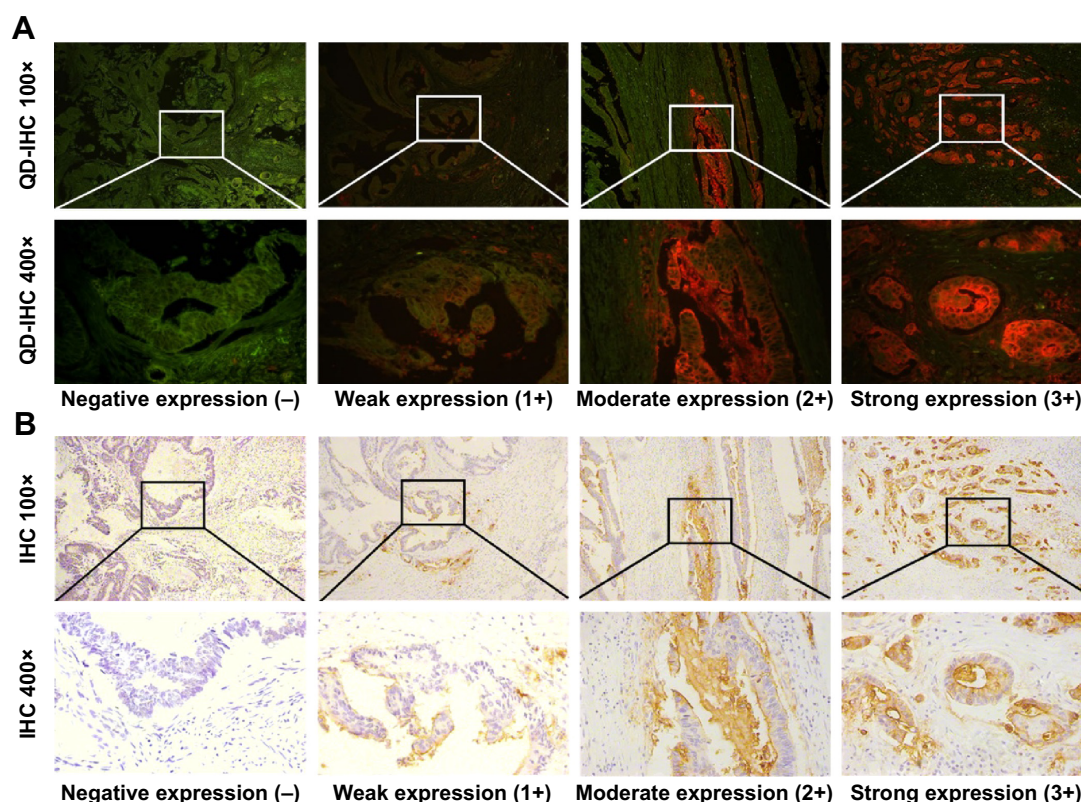 A
QD-IHC 100×
QD-IHC 400×
Negative expression (–)
Weak expression (1+)
Moderate expression (2+)
Strong expression (3+)
B
IHC 100×
IHC 400×
Negative expression (–)
Weak expression (1+)
Moderate expression (2+)
Strong expression (3+)